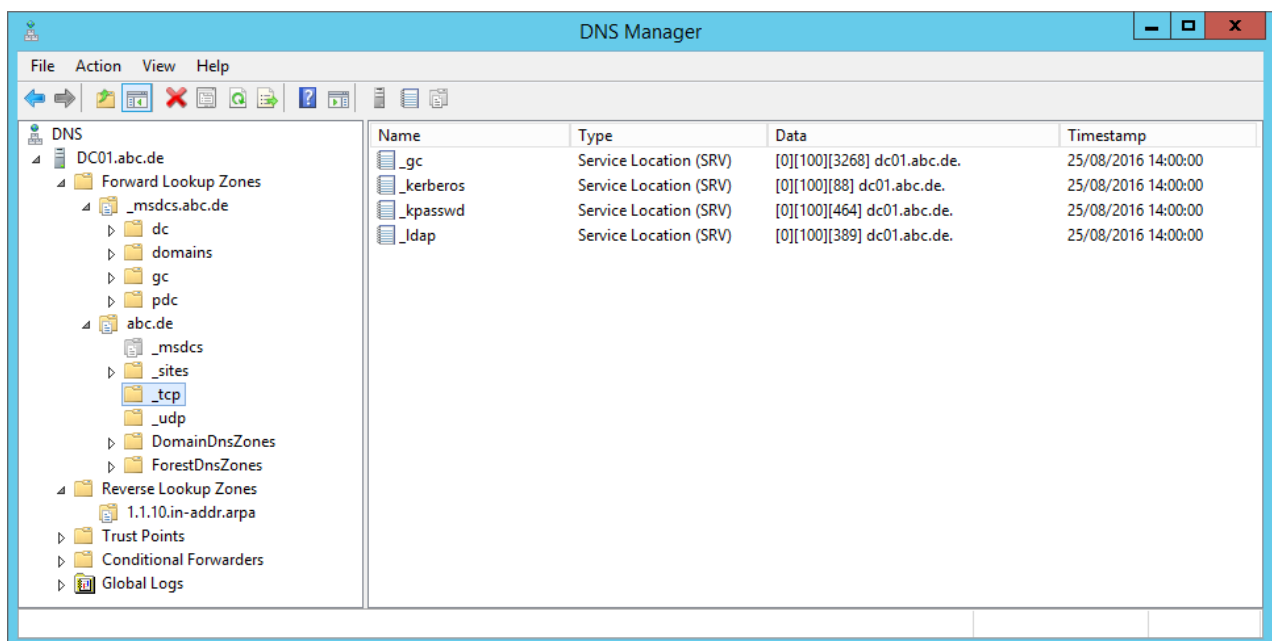 DNS Manager
File Action View Help
DNS
DC01.abc.de
Forward Lookup Zones
_msdcs.abc.de
dc
domains
gc
pdc
abc.de
_msdcs
_sites
_tcp
_udp
DomainDnsZones
ForestDnsZones
Reverse Lookup Zones
1.1.10.in-addr.arpa
Trust Points
Conditional Forwarders
Global Logs
Name Type Data Timestamp
_gc Service Location (SRV) [0][100][3268] dc01.abc.de. 25/08/2016 14:00:00
_kerberos Service Location (SRV) [0][100][88] dc01.abc.de. 25/08/2016 14:00:00
_kpasswd Service Location (SRV) [0][100][464] dc01.abc.de. 25/08/2016 14:00:00
_ldap Service Location (SRV) [0][100][389] dc01.abc.de. 25/08/2016 14:00:00